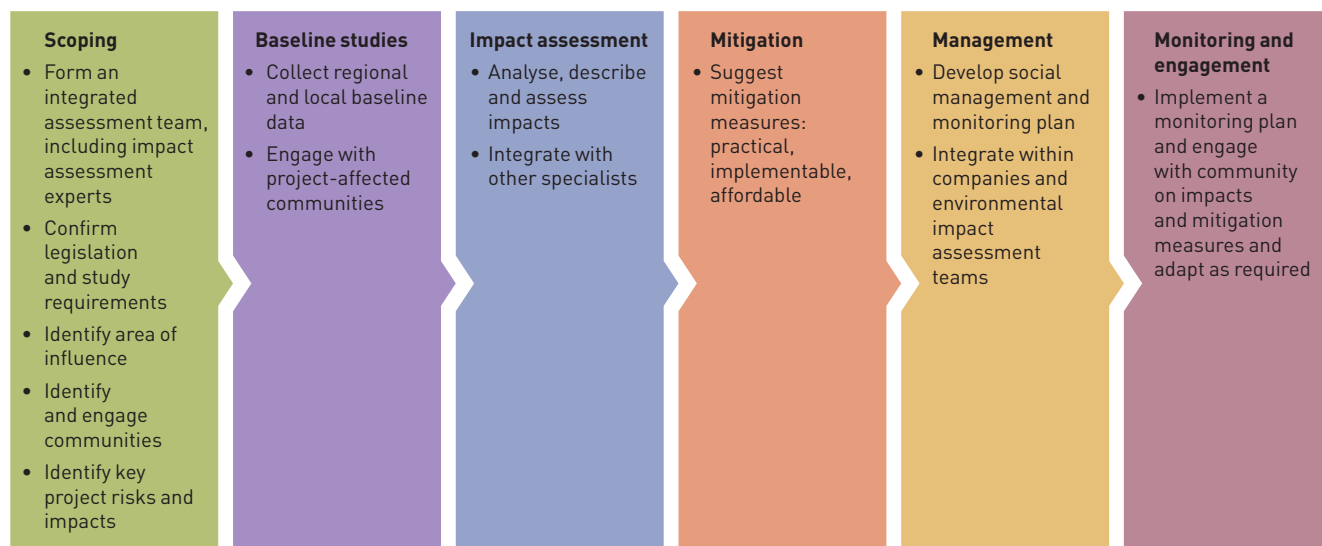 Scoping
• Form an
integrated
assessment team,
including impact
assessment
experts
• Confirm
legislation
and study
requirements
• Identify area of
influence
• Identify
and engage
communities
• Identify key
project risks and
impacts
Baseline studies
• Collect regional
and local baseline
data
• Engage with
project-affected
communities
Impact assessment
• Analyse, describe
and assess
impacts
• Integrate with
other specialists
Mitigation
• Suggest
mitigation
measures:
practical,
implementable,
affordable
Management
• Develop social
management and
monitoring plan
• Integrate within
companies and
environmental
impact
assessment
teams
Monitoring and
engagement
• Implement a
monitoring plan
and engage
with community
on impacts
and mitigation
measures and
adapt as required